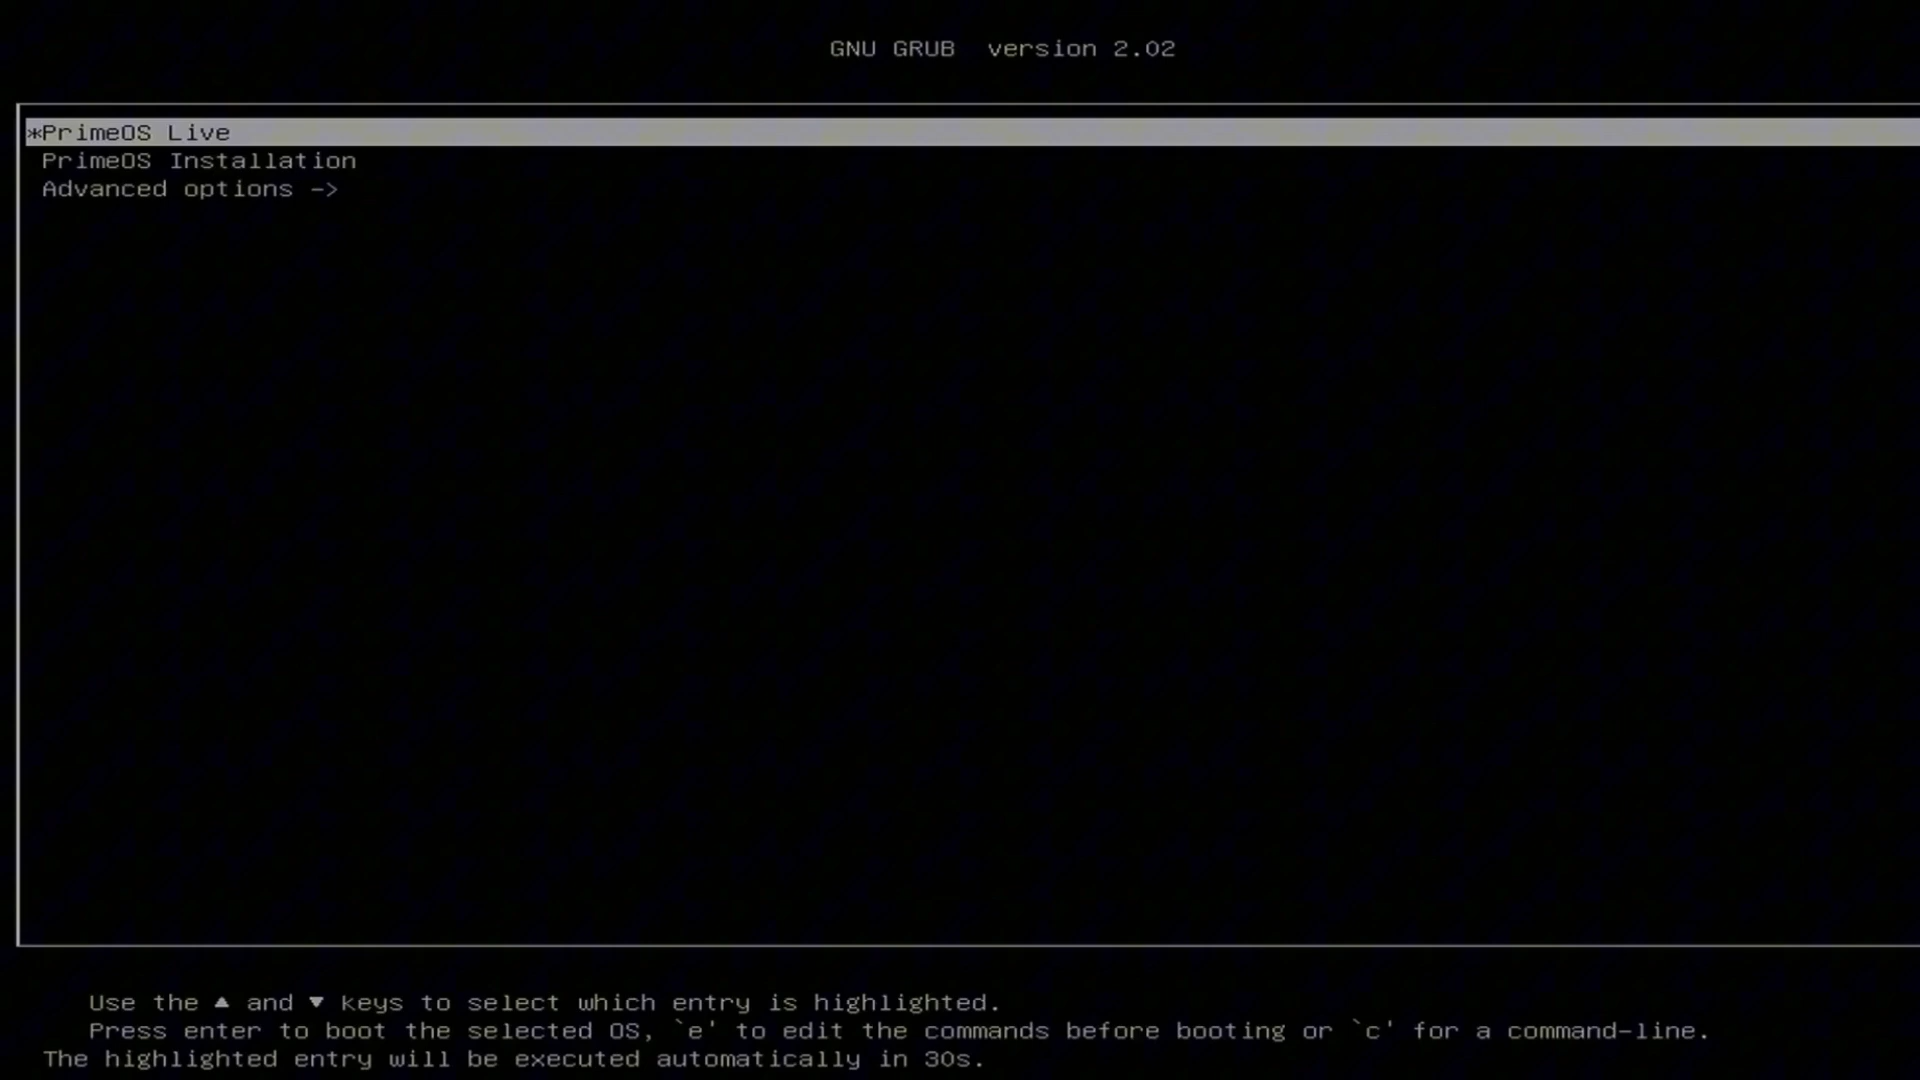 GNU GRUB  version 2.02
*PrimeOS Live
PrimeOS Installation
Advanced options ->
Use the ▲ and ▼ keys to select which entry is highlighted.
Press enter to boot the selected OS, `e' to edit the commands before booting or `c' for a command-line.
The highlighted entry will be executed automatically in 30s.